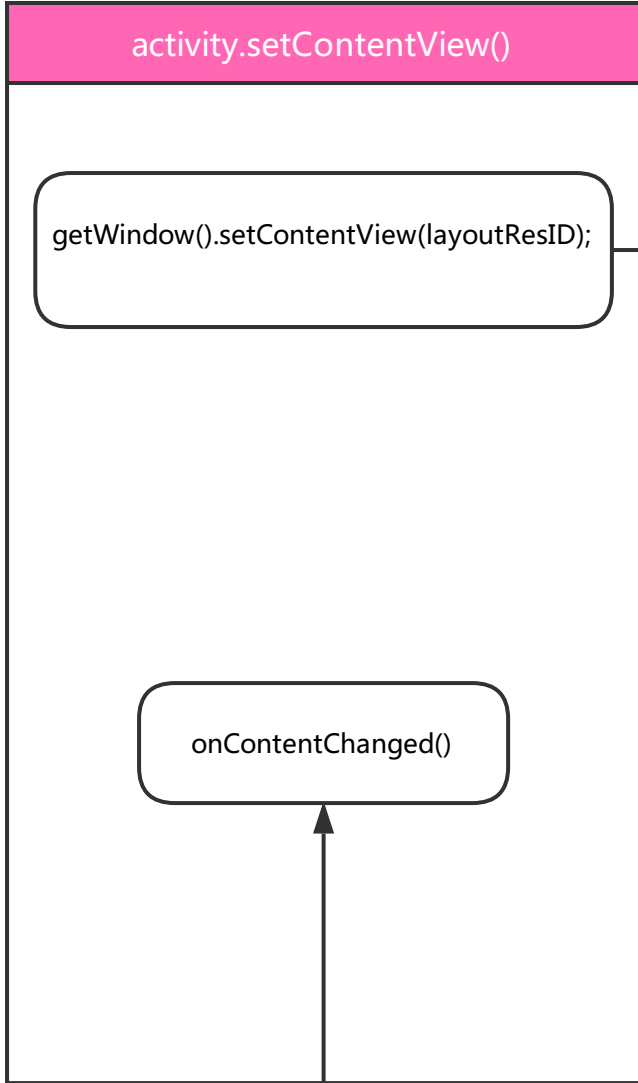 activity.setContentView()
getWindow().setContentView(layoutResID);
onContentChanged()